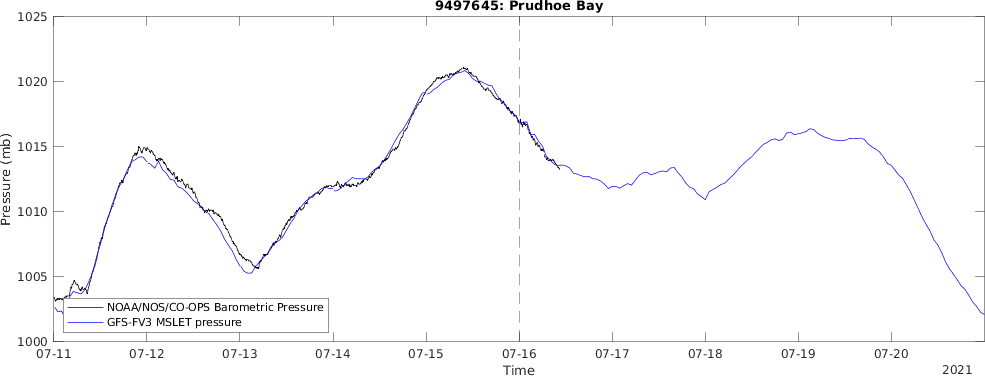 9497645: Prudhoe Bay
1025
1020
1015
1010
1005
1000
Pressure (mb)
NOAA/NOS/CO-OPS Barometric Pressure
GFS-FV3 MSLET pressure
07-11 07-12 07-13 07-14 07-15 07-16 07-17 07-18 07-19 07-20
Time
2021